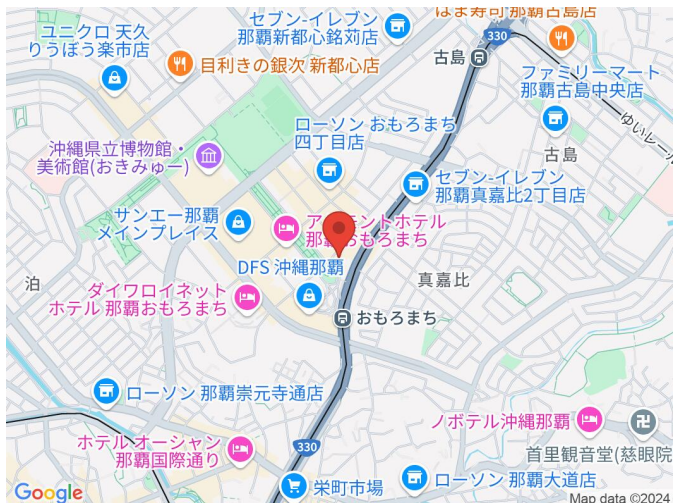 セブン-イレブン
那覇新都心銘苅店
はま寿司 那覇古島店
ユニクロ 天久
りうぼう楽市店
目利きの銀次 新都心店
古島
330
ファミリーマート
那覇古島中央店
ゆいレール
沖縄県立博物館・
美術館(おきみゅー)
ローソン おもろまち
四丁目店
古島
セブン-イレブン
那覇真嘉比2丁目店
サンエー那覇
メインプレイス
那覇おもろまち
DFS 沖縄那覇
泊
真嘉比
ダイワロイネット
ホテル 那覇おもろまち
おもろまち
ローソン 那覇崇元寺通店
ノボテル沖縄那覇
首里観音堂(慈眼院
ホテル オーシャン
那覇国際通り
330
栄町市場
ローソン 那覇大道店
Google
Map data ©2024